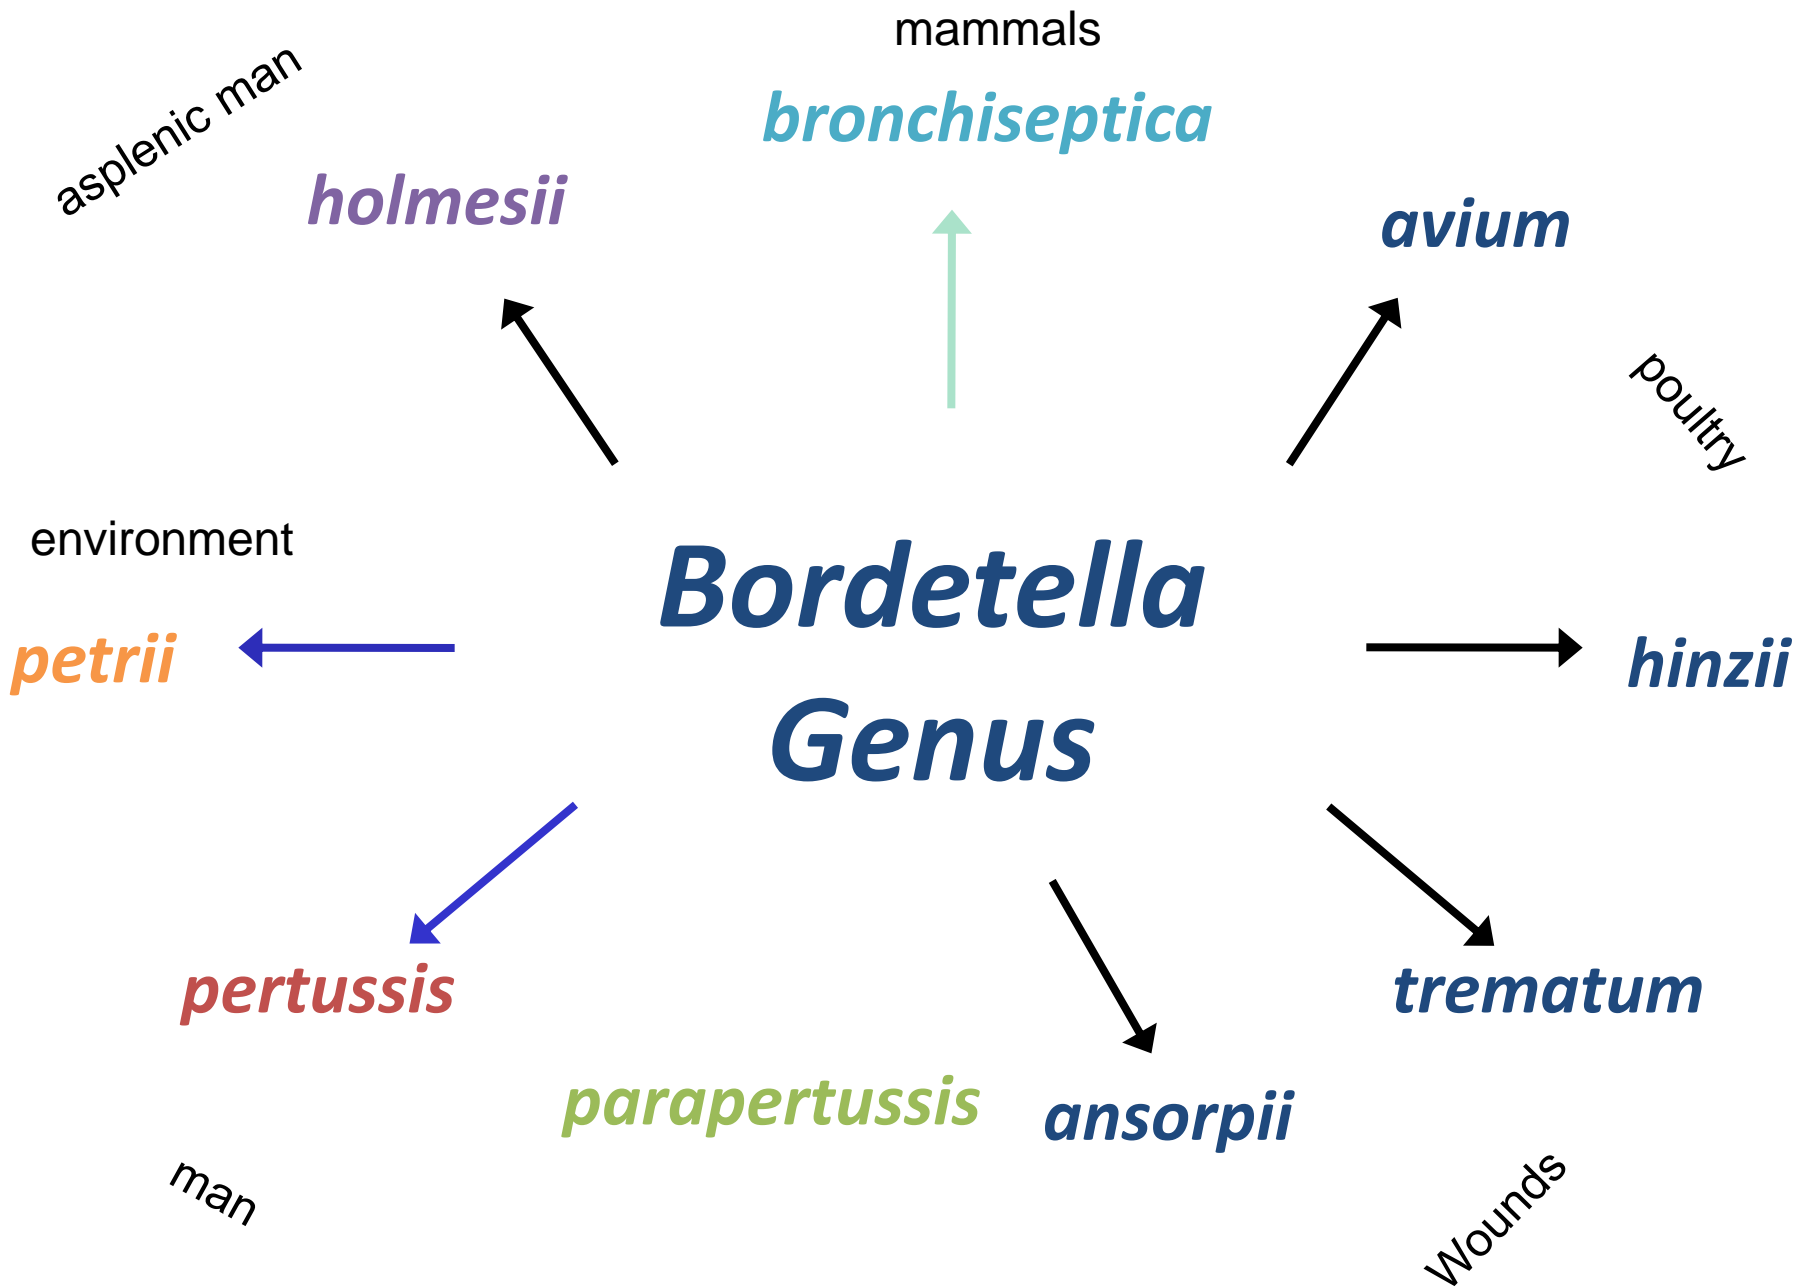 mammals
asplenic man
bronchiseptica
holmesii
avium
poultry
environment
Bordetella
Genus
petrii
hinzii
pertussis
trematum
parapertussis
ansorpii
man
Wounds